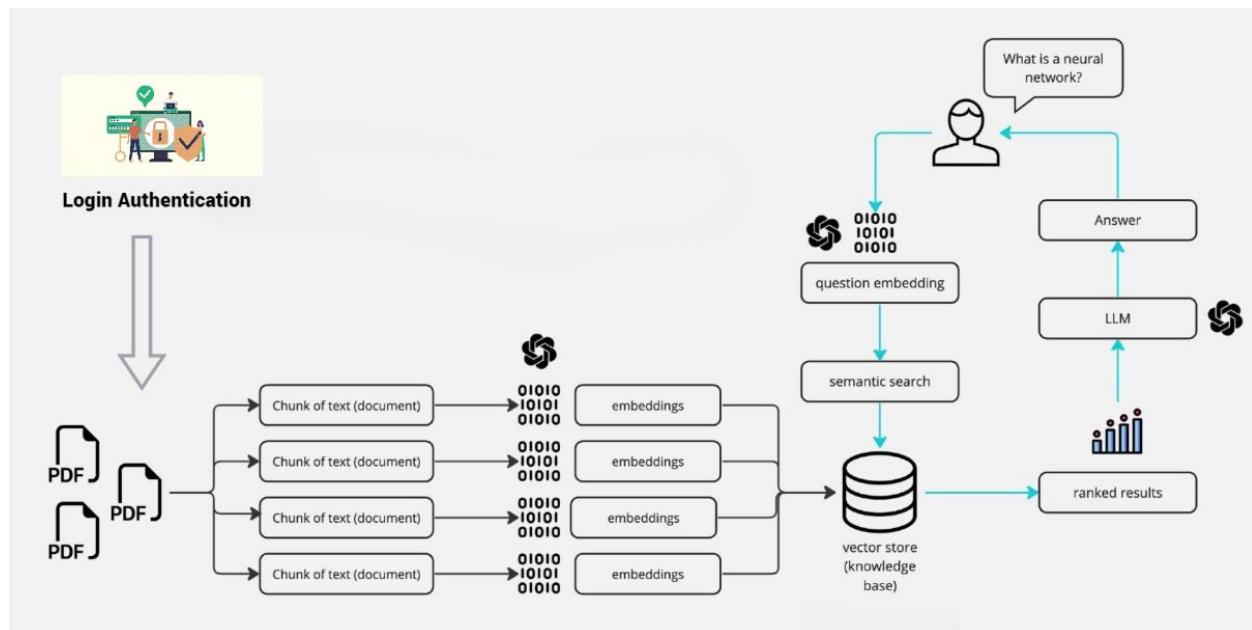 What is a neural
network?
Login Authentication
Answer
01010
10101
01010
question embedding
LLM
semantic search
Chunk of text (document)
01010
10101
01010
embeddings
Chunk of text (document)
01010
10101
01010
embeddings
Chunk of text (document)
01010
10101
01010
embeddings
Chunk of text (document)
01010
10101
01010
embeddings
PDF
PDF
PDF
ranked results
vector store
(knowledge
base)